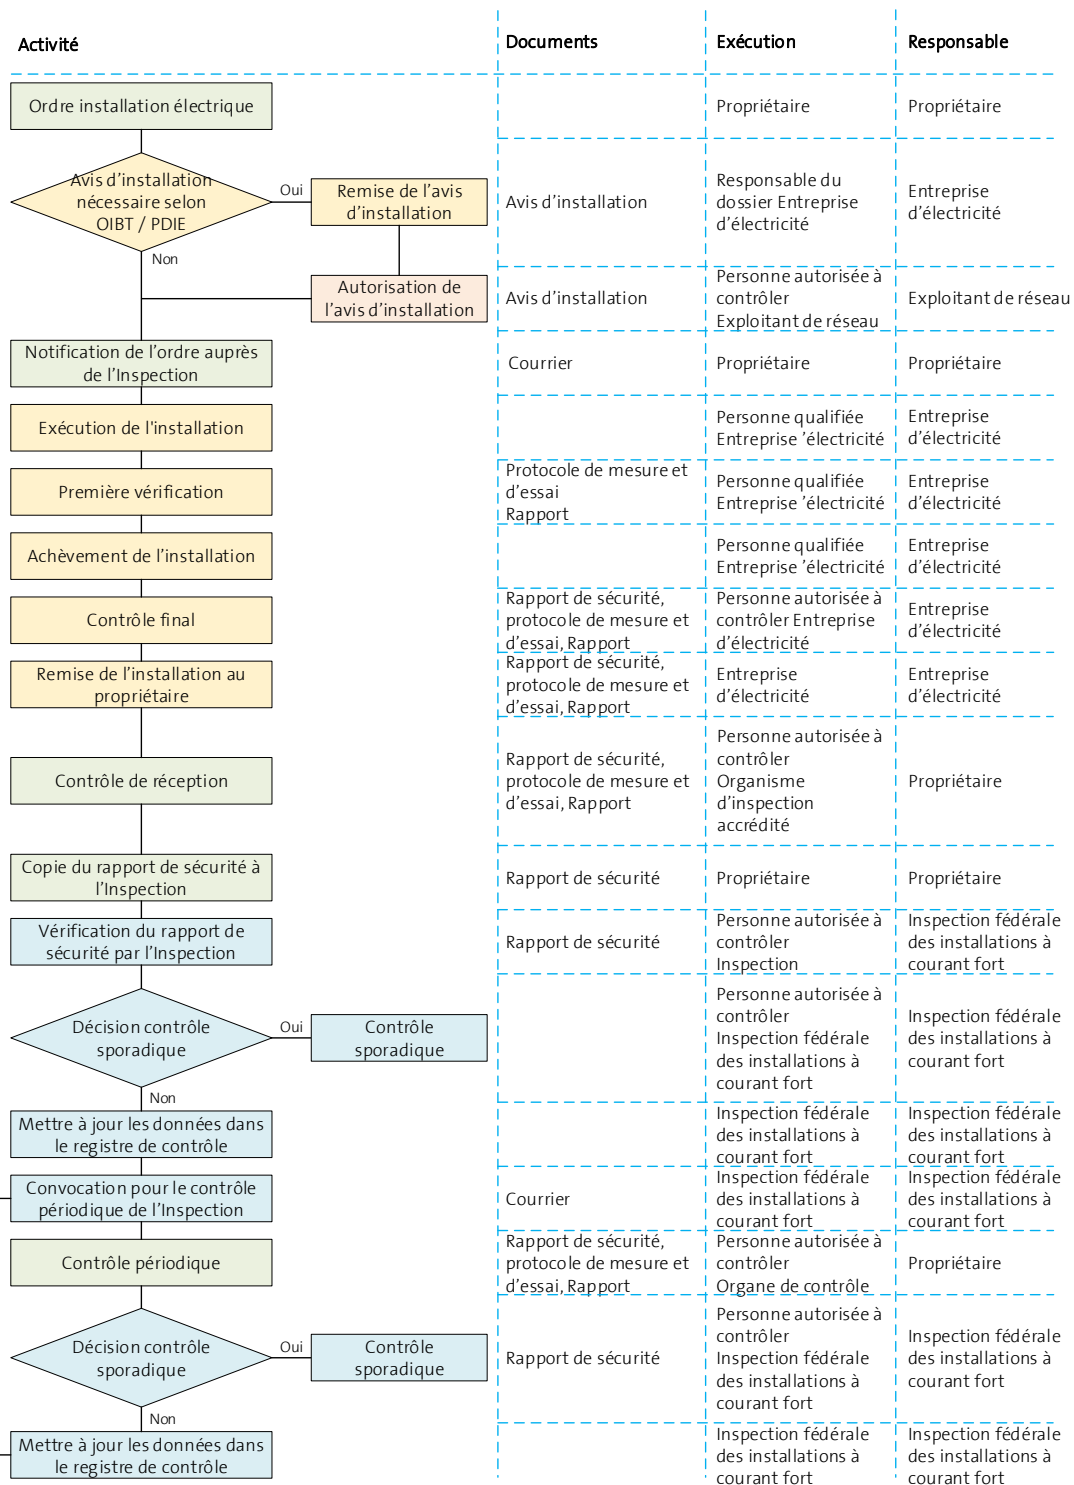 Activité
Documents
Exécution
Responsable
Ordre installation électrique
Propriétaire
Propriétaire
Avis d'installation
nécessaire selon
OIBT / PDIE
Oui
Non
Remise de l'avis
d'installation
Avis d'installation
Responsable du
dossier Entreprise
d'électricité
Entreprise
d'électricité
Autorisation de
l'avis d'installation
Avis d'installation
Personne autorisée à
contrôler
Exploitant de réseau
Exploitant de réseau
Notification de l'ordre auprès
de l'Inspection
Courrier
Propriétaire
Propriétaire
Exécution de l'installation
Personne qualifiée
Entreprise 'électricité
Entreprise
d'électricité
Première vérification
Protocole de mesure et
d'essai
Rapport
Personne qualifiée
Entreprise 'électricité
Entreprise
d'électricité
Achèvement de l'installation
Personne qualifiée
Entreprise 'électricité
Entreprise
d'électricité
Contrôle final
Rapport de sécurité,
protocole de mesure et
d'essai, Rapport
Personne autorisée à
contrôler Entreprise
d'électricité
Entreprise
d'électricité
Remise de l'installation au
propriétaire
Rapport de sécurité,
protocole de mesure et
d'essai, Rapport
Entreprise
d'électricité
Entreprise
d'électricité
Contrôle de réception
Rapport de sécurité,
protocole de mesure et
d'essai, Rapport
Personne autorisée à
contrôler
Organisme
d'inspection
accrédité
Propriétaire
Copie du rapport de sécurité à
l'Inspection
Rapport de sécurité
Propriétaire
Propriétaire
Vérification du rapport de
sécurité par l'Inspection
Rapport de sécurité
Personne autorisée à
contrôler
Inspection
Inspection fédérale
des installations à
courant fort
Décision contrôle
sporadique
Oui
Non
Contrôle
sporadique
Personne autorisée à
contrôler
Inspection fédérale
des installations à
courant fort
Inspection fédérale
des installations à
courant fort
Mettre à jour les données dans
le registre de contrôle
Inspection fédérale
des installations à
courant fort
Inspection fédérale
des installations à
courant fort
Convocation pour le contrôle
périodique de l'Inspection
Courrier
Inspection fédérale
des installations à
courant fort
Inspection fédérale
des installations à
courant fort
Contrôle périodique
Rapport de sécurité,
protocole de mesure et
d'essai, Rapport
Personne autorisée à
contrôler
Organe de contrôle
Propriétaire
Décision contrôle
sporadique
Oui
Non
Contrôle
sporadique
Rapport de sécurité
Personne autorisée à
contrôler
Inspection fédérale
des installations à
courant fort
Inspection fédérale
des installations à
courant fort
Mettre à jour les données dans
le registre de contrôle
Inspection fédérale
des installations à
courant fort
Inspection fédérale
des installations à
courant fort